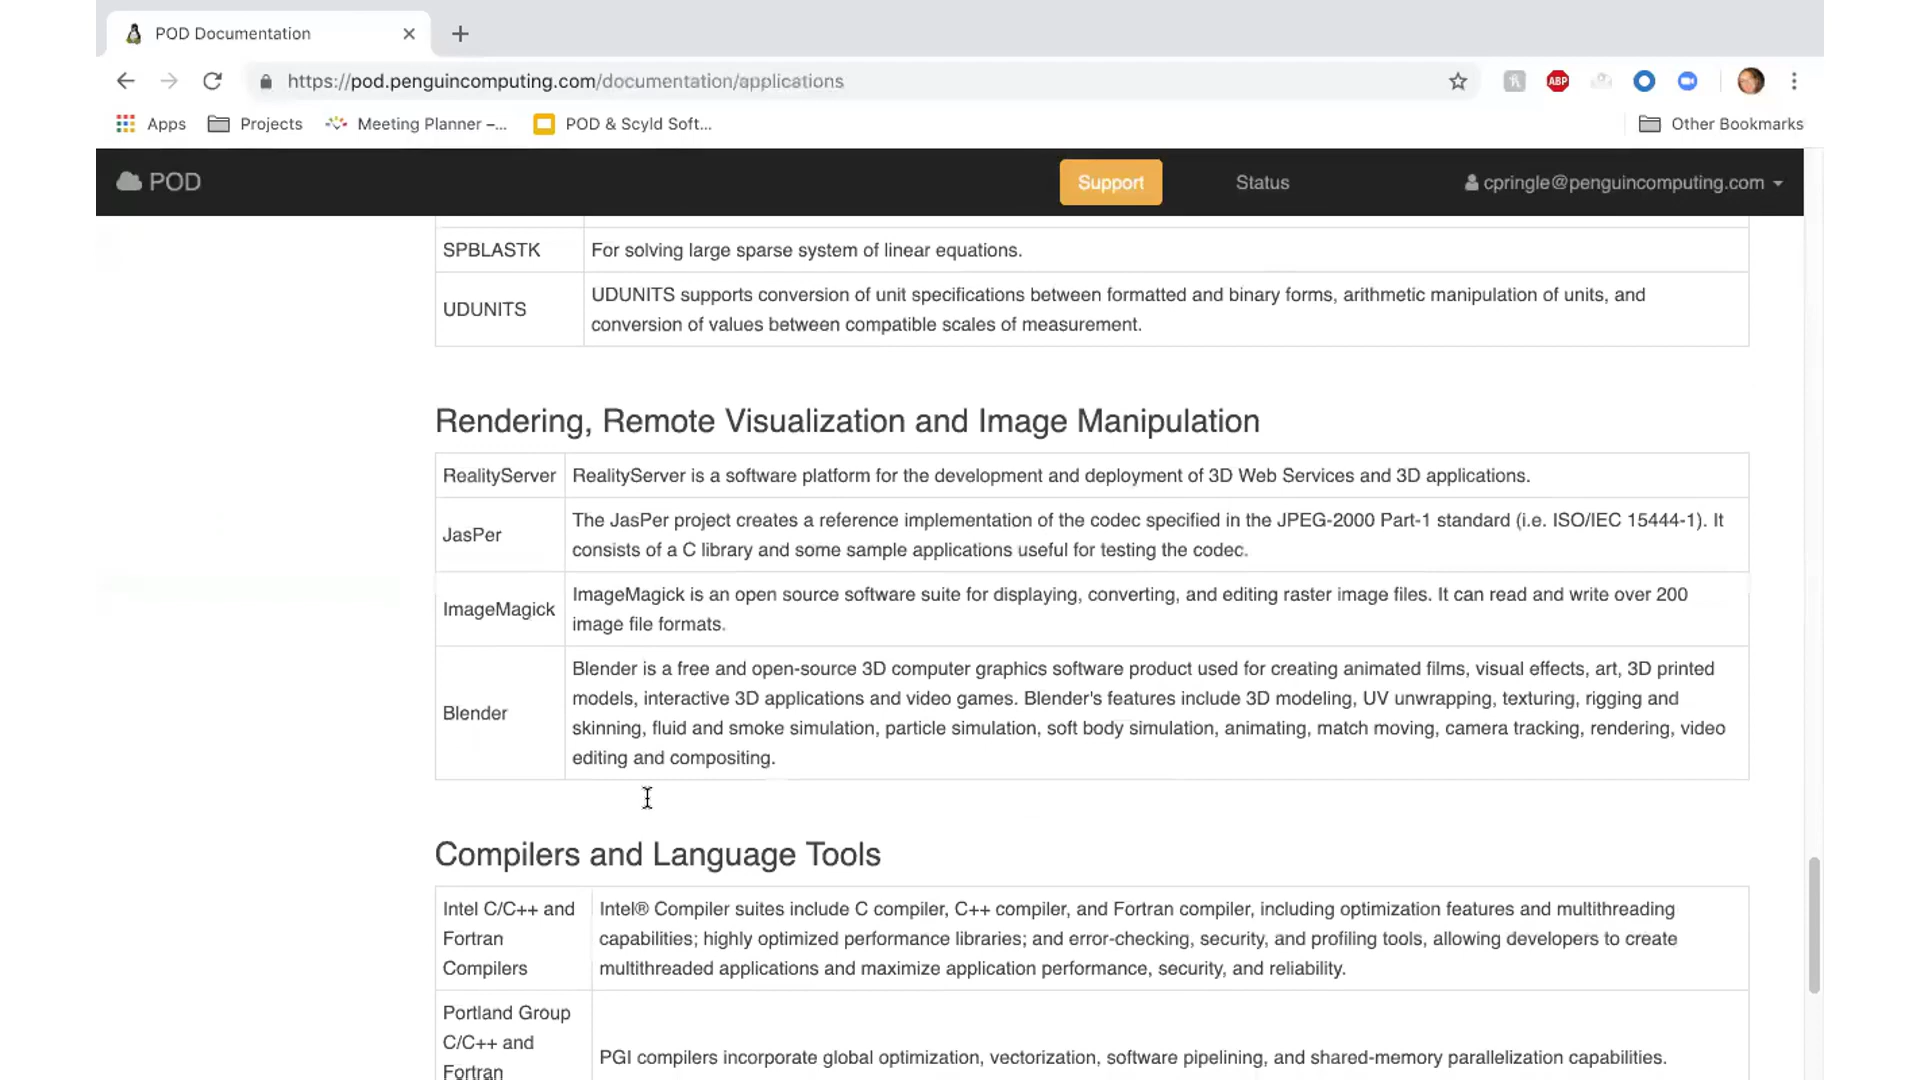 POD Documentation
https://pod.penguincomputing.com/documentation/applications
ABP
Apps
Projects
Meeting Planner –...
POD & Scyld Soft...
Other Bookmarks
POD
Support
Status
cpringle@penguincomputing.com
SPBLASTK
For solving large sparse system of linear equations.
UDUNITS
UDUNITS supports conversion of unit specifications between formatted and binary forms, arithmetic manipulation of units, and
conversion of values between compatible scales of measurement.
Rendering, Remote Visualization and Image Manipulation
RealityServer
RealityServer is a software platform for the development and deployment of 3D Web Services and 3D applications.
JasPer
The JasPer project creates a reference implementation of the codec specified in the JPEG-2000 Part-1 standard (i.e. ISO/IEC 15444-1). It
consists of a C library and some sample applications useful for testing the codec.
ImageMagick
ImageMagick is an open source software suite for displaying, converting, and editing raster image files. It can read and write over 200
image file formats.
Blender
Blender is a free and open-source 3D computer graphics software product used for creating animated films, visual effects, art, 3D printed
models, interactive 3D applications and video games. Blender's features include 3D modeling, UV unwrapping, texturing, rigging and
skinning, fluid and smoke simulation, particle simulation, soft body simulation, animating, match moving, camera tracking, rendering, video
editing and compositing.
Compilers and Language Tools
Intel C/C++ and
Fortran
Compilers
Intel® Compiler suites include C compiler, C++ compiler, and Fortran compiler, including optimization features and multithreading
capabilities; highly optimized performance libraries; and error-checking, security, and profiling tools, allowing developers to create
multithreaded applications and maximize application performance, security, and reliability.
Portland Group
C/C++ and
Fortran
PGI compilers incorporate global optimization, vectorization, software pipelining, and shared-memory parallelization capabilities.